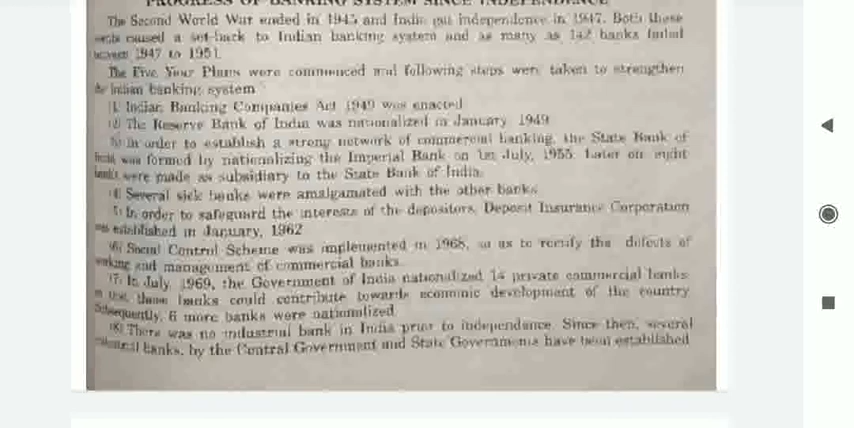 PROGRESS OF BANKING SYSTEM SINCE INDEPENDENCE
The Second World War ended in 1945 and India got independence in 1947. Both these
caused a set-back to Indian banking system and as many as 142 banks failed
1947 to 1951.
The Five Year Plans were commenced and following steps were taken to strengthen
the Indian banking system
(1) Indian Banking Companies Act 1949 was enacted
(2) The Reserve Bank of India was nationalized in January, 1949
In order to establish a strong network of commercial banking, the State Bank of
India was formed by nationalizing the Imperial Bank on 1st July, 1955. Later on eight
banks were made as subsidiary to the State Bank of India.
(4) Several sick banks were amalgamated with the other banks
In order to safeguard the interests of the depositors, Deposit Insurance Corporation
was established in January, 1962
(6) Social Control Scheme was implemented in 1968, so as to rectify the defects of
and management of commercial banks
(7) In July, 1969, the Government of India nationalized 14 private commercial banks
these banks could contribute towards economic development of the country
Subsequently, 6 more banks were nationalized
(8) There was no industrial bank in India prior to independence. Since then, several
banks, by the Central Government and State Governments have been established